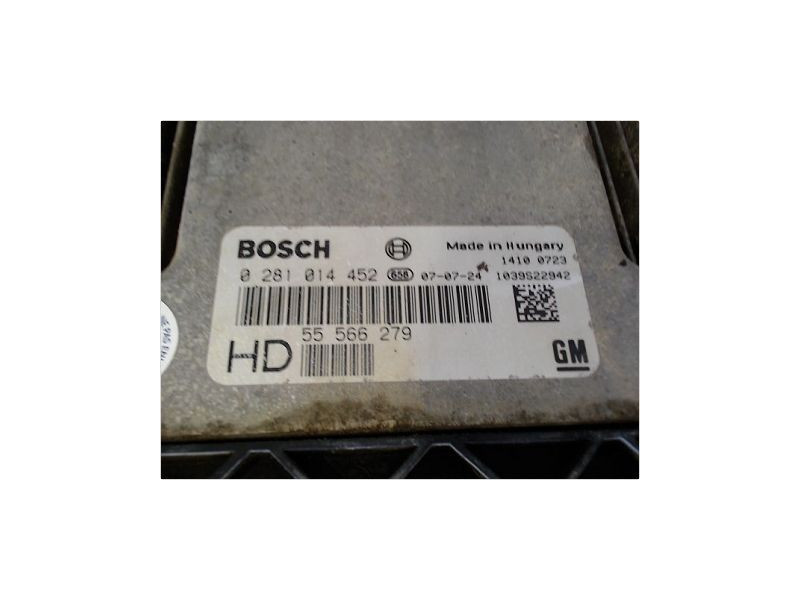 BOSCH
Made in Hungary
1410 0723
0 281 014 452 658 07-07-24 1039S22942
55 566 279
HD
GM